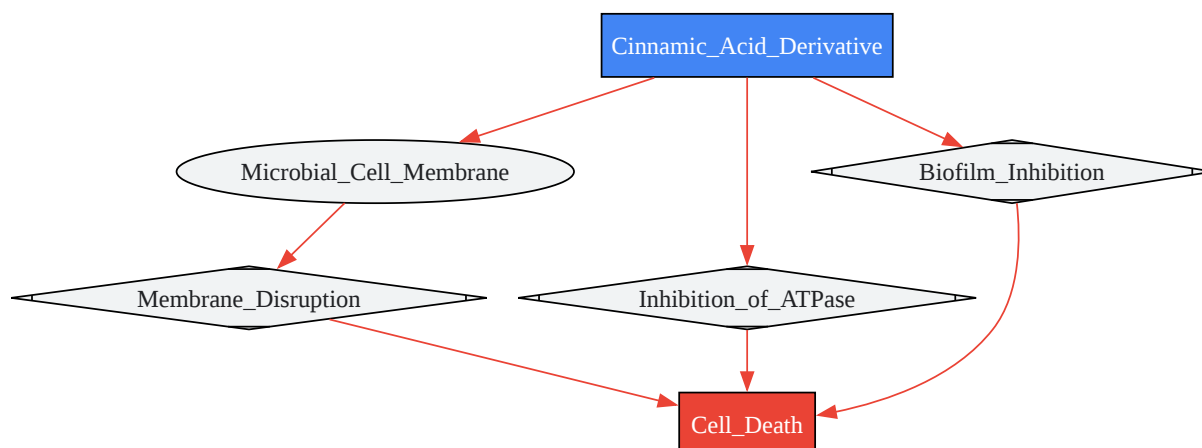 Cinnamic_Acid_Derivative
Microbial_Cell_Membrane
Biofilm_Inhibition
Membrane_Disruption
Inhibition_of_ATPase
Cell_Death